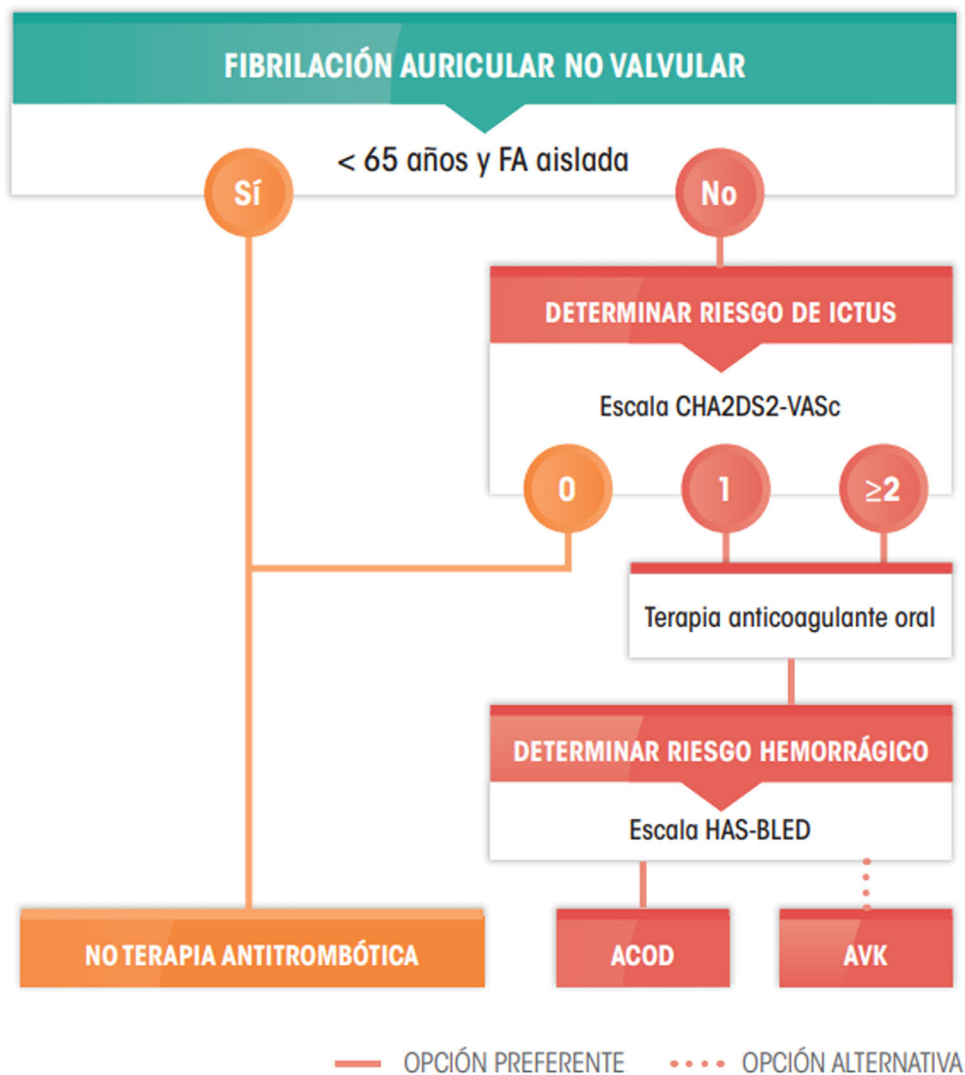 FIBRILACIÓN AURICULAR NO VALVULAR
< 65 años y FA aislada
Sí
No
DETERMINAR RIESGO DE ICTUS
Escala CHA2DS2-VASc
0
1
≥2
Terapia anticoagulante oral
DETERMINAR RIESGO HEMORRÁGICO
Escala HAS-BLED
NO TERAPIA ANTITROMBÓTICA
ACOD
AVK
OPCIÓN PREFERENTE
OPCIÓN ALTERNATIVA